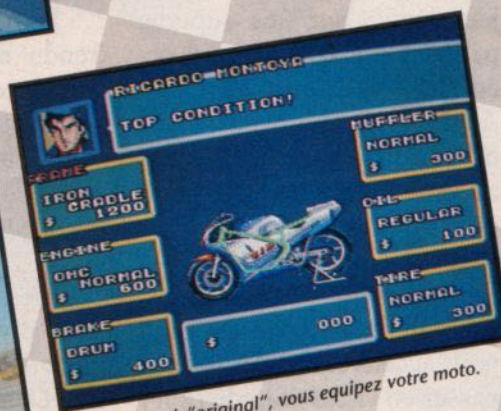 RICARDO MONTOYA
TOP CONDITION!
FRAME
IRON
CRADLE
$ 1200
ENGINE
OHC
NORMAL
$ 600
BRAKE
DRUM
$ 400
MUFFLER
NORMAL
$ 300
OIL
REGULAR
$ 100
TIRE
NORMAL
$ 300
$ 000
"original", vous equipez votre moto.